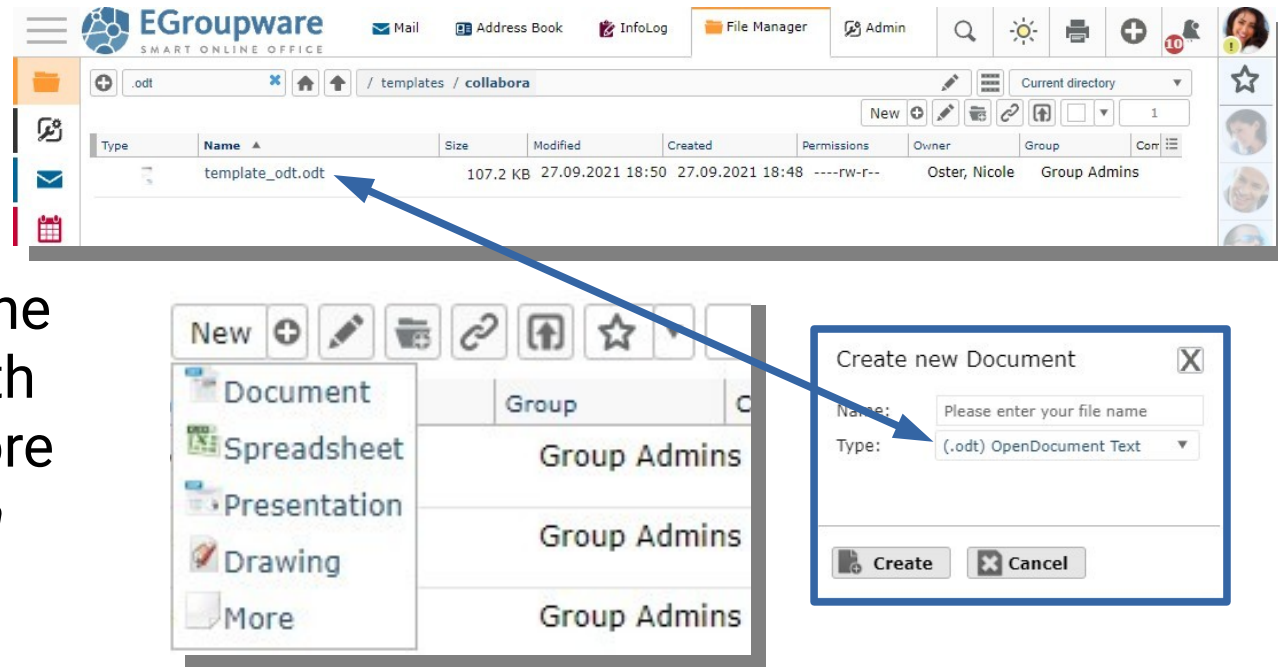 EGroupware
SMART ONLINE OFFICE
Mail
Address Book
InfoLog
File Manager
Admin
10
!
.odt
/ templates / collabora
Current directory
New
1
Type Name Size Modified Created Permissions Owner Group Com
template_odt.odt 107.2 KB 27.09.2021 18:50 27.09.2021 18:48 ----rw-r-- Oster, Nicole Group Admins
New
Document
Spreadsheet
Presentation
Drawing
More
Group
Group Admins
Group Admins
Group Admins
Create new Document X
Name: Please enter your file name
Type: (.odt) OpenDocument Text
Create Cancel